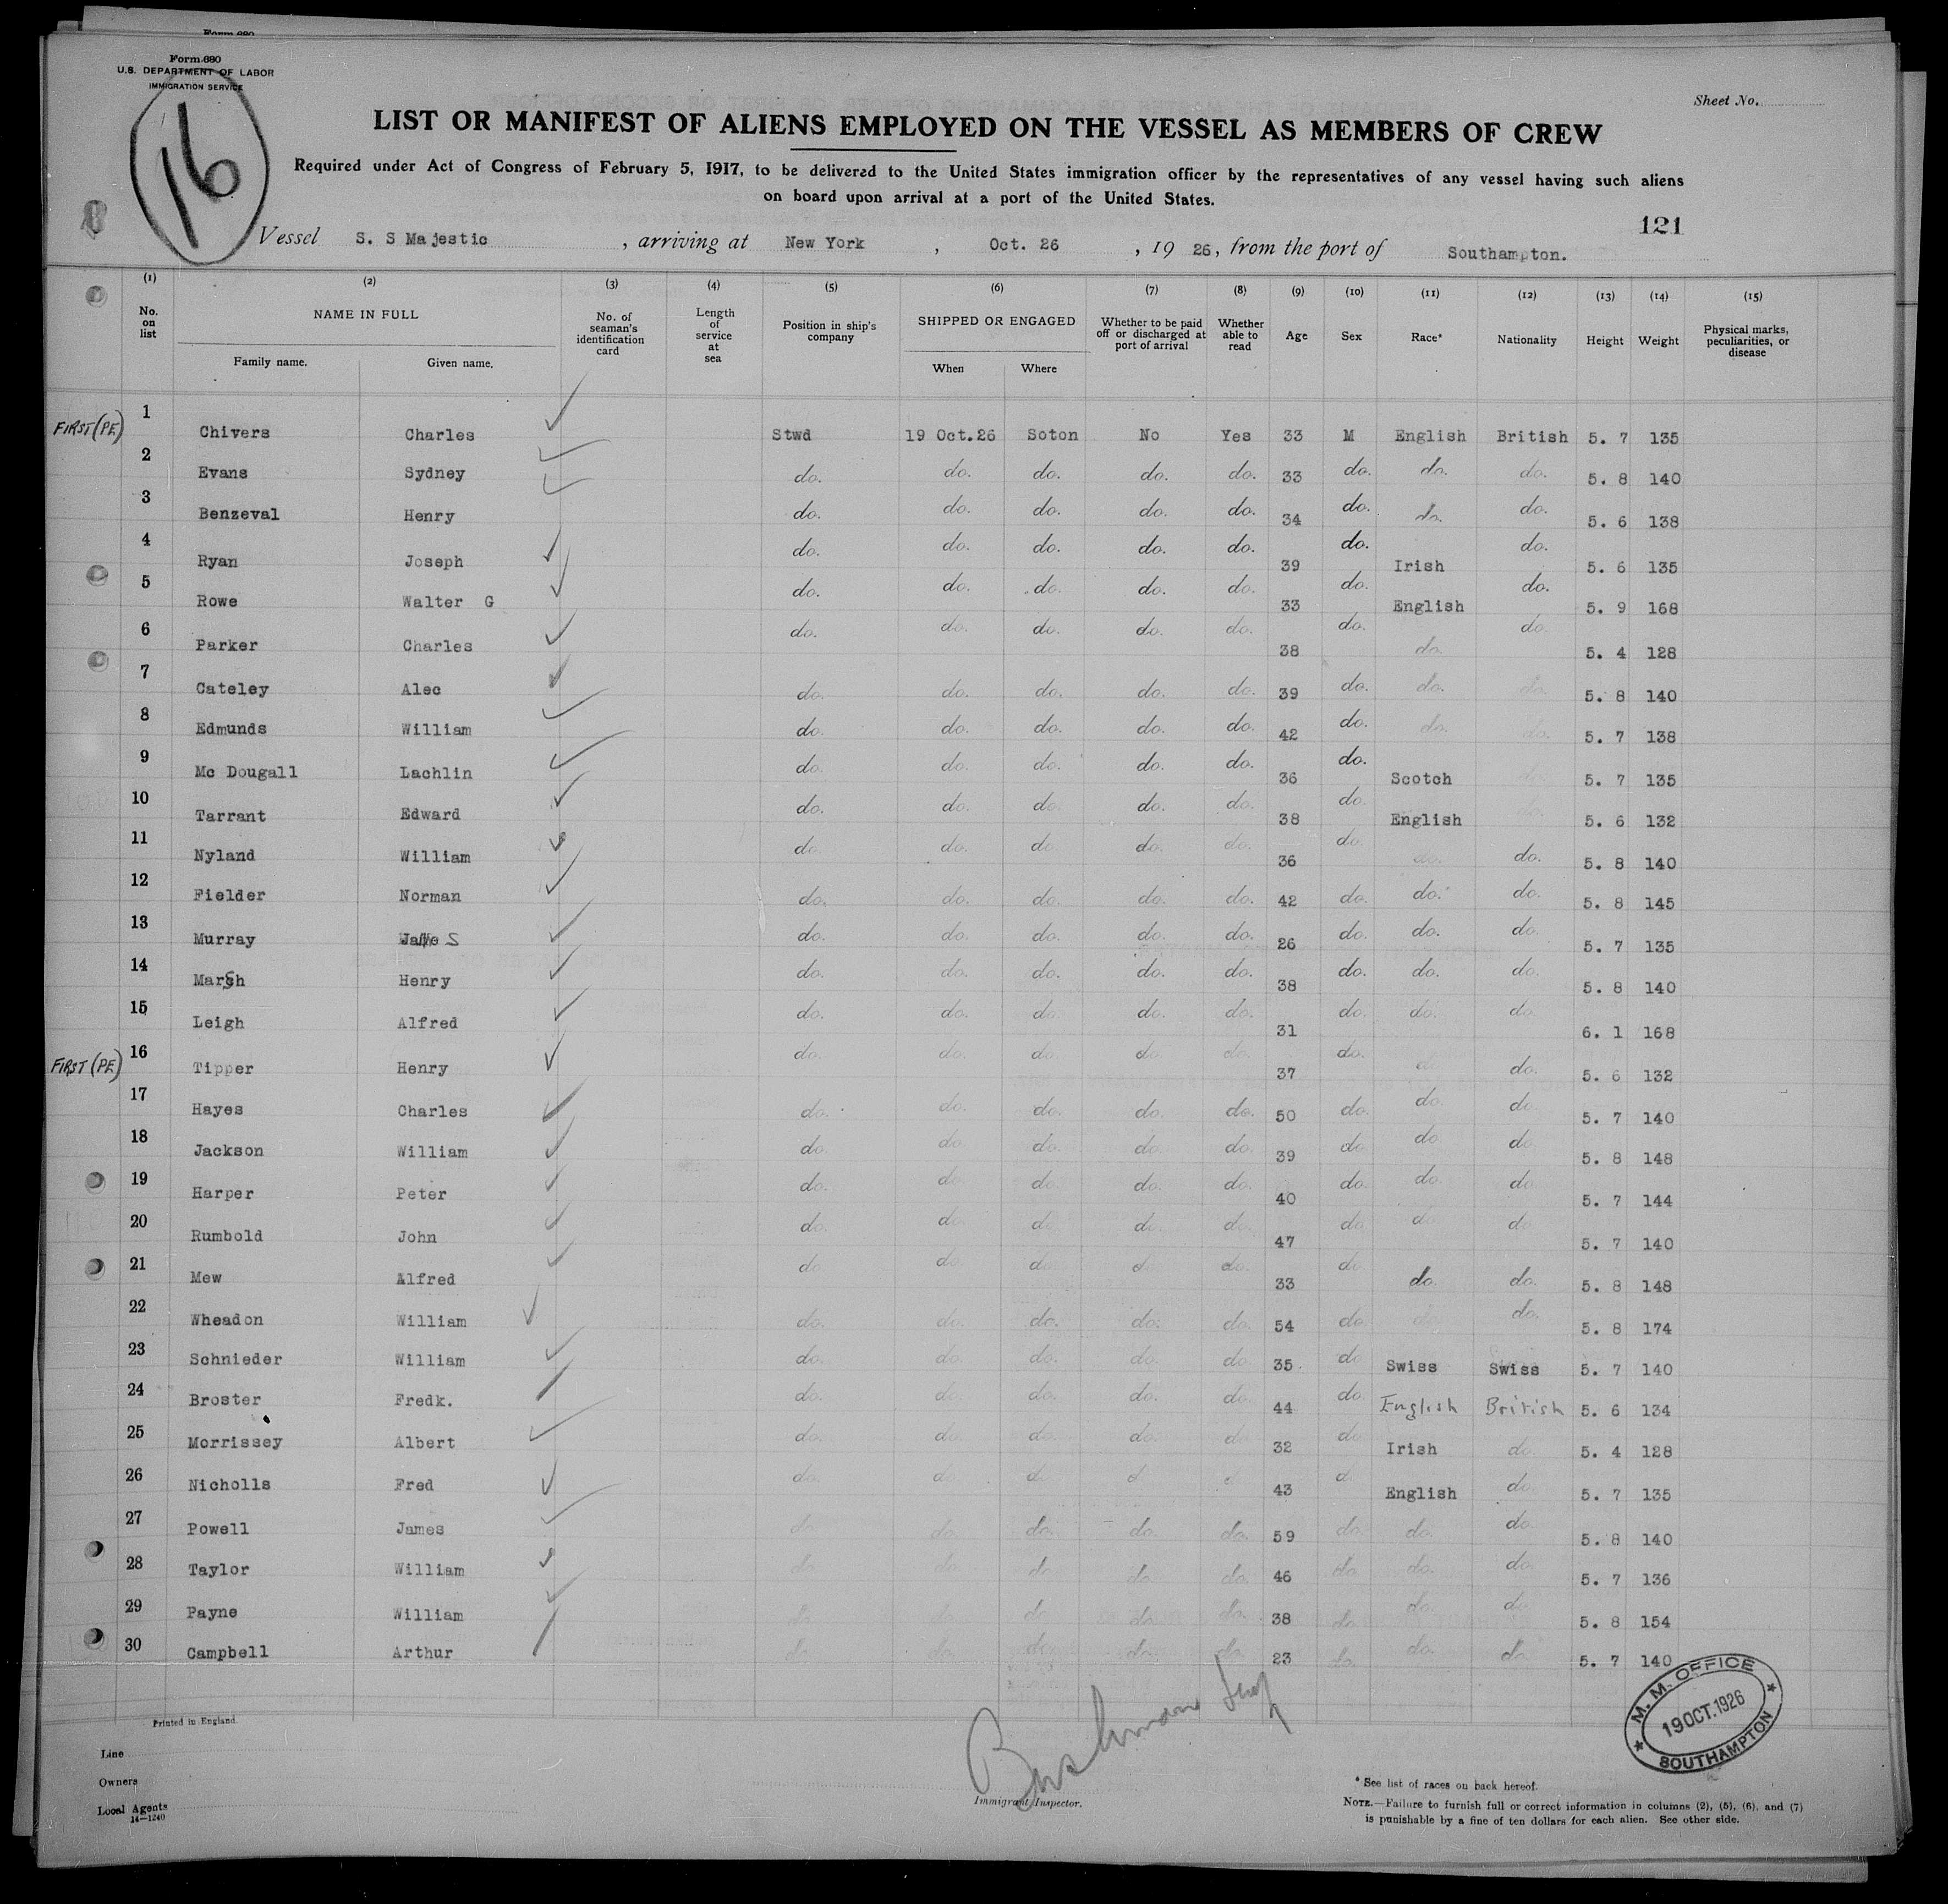 Form 680
Form 680
U.S. DEPARTMENT OF LABOR
IMMIGRATION SERVICE
16
Sheet No.
LIST OR MANIFEST OF ALIENS EMPLOYED ON THE VESSEL AS MEMBERS OF CREW
Required under Act of Congress of February 5, 1917, to be delivered to the United States immigration officer by the representatives of any vessel having such aliens
on board upon arrival at a port of the United States.
121
Vessel S. S Majestic , arriving at New York , Oct. 26 , 19 26, from the port of Southampton.
(1) (2) (3) (4) (5) (6) (7) (8) (9) (10) (11) (12) (13) (14) (15)
No. on list NAME IN FULL Family name. Given name. No. of seaman's identification card Length of service at sea Position in ship's company SHIPPED OR ENGAGED When Where Whether to be paid off or discharged at port of arrival Whether able to read Age Sex Race* Nationality Height Weight Physical marks, peculiarities, or disease
FIRST (PE) 1 Chivers Charles Stwd 19 Oct.26 Soton No Yes 33 M English British 5. 7 135
2 Evans Sydney do. do. do. do. do. 33 do. do. do. 5. 8 140
3 Benzeval Henry do. do. do. do. do. 34 do. do. do. 5. 6 138
4 Ryan Joseph do. do. do. do. do. 39 do. Irish do. 5. 6 135
5 Rowe Walter G do. do. do. do. do. 33 do. English do. 5. 9 168
6 Parker Charles do. do. do. do. do. 38 do. do. do. 5. 4 128
7 Cateley Alec do. do. do. do. do. 39 do. do. do. 5. 8 140
8 Edmunds William do. do. do. do. do. 42 do. do. do. 5. 7 138
9 Mc Dougall Lachlin do. do. do. do. do. 36 do. Scotch do. 5. 7 135
10 Tarrant Edward do. do. do. do. do. 38 do. English do. 5. 6 132
11 Nyland William do. do. do. do. do. 36 do. do. do. 5. 8 140
12 Fielder Norman do. do. do. do. do. 42 do. do. do. 5. 8 145
13 Murray S do. do. do. do. do. 26 do. do. do. 5. 7 135
14 Marsh Henry do. do. do. do. do. 38 do. do. do. 5. 8 140
15 Leigh Alfred do. do. do. do. do. 31 do. do. do. 6. 1 168
FIRST (PE) 16 Tipper Henry do. do. do. do. do. 37 do. do. do. 5. 6 132
17 Hayes Charles do. do. do. do. do. 50 do. do. do. 5. 7 140
18 Jackson William do. do. do. do. do. 39 do. do. do. 5. 8 148
19 Harper Peter do. do. do. do. do. 40 do. do. do. 5. 7 144
20 Rumbold John do. do. do. do. do. 47 do. do. do. 5. 7 140
21 Mew Alfred do. do. do. do. do. 33 do. do. do. 5. 8 148
22 Wheadon William do. do. do. do. do. 54 do. do. do. 5. 8 174
23 Schnieder William do. do. do. do. do. 35 do. Swiss Swiss 5. 7 140
24 Broster Fredk. do. do. do. do. do. 44 do. English British 5. 6 134
25 Morrissey Albert do. do. do. do. do. 32 do. Irish do. 5. 4 128
26 Nicholls Fred do. do. do. do. do. 43 do. English do. 5. 7 135
27 Powell James do. do. do. do. do. 59 do. do. do. 5. 8 140
28 Taylor William do. do. do. do. do. 46 do. do. do. 5. 7 136
29 Payne William do. do. do. do. do. 38 do. do. do. 5. 8 154
30 Campbell Arthur do. do. do. do. do. 23 do. do. do. 5. 7 140
M. M. OFFICE
19 OCT. 1926
SOUTHAMPTON
Printed in England
Line
Owners
Local Agents
14—1240
Immigrant Inspector.
* See list of races on back hereof.
NOTE.—Failure to furnish full or correct information in columns (2), (5), (6), and (7)
is punishable by a fine of ten dollars for each alien. See other side.